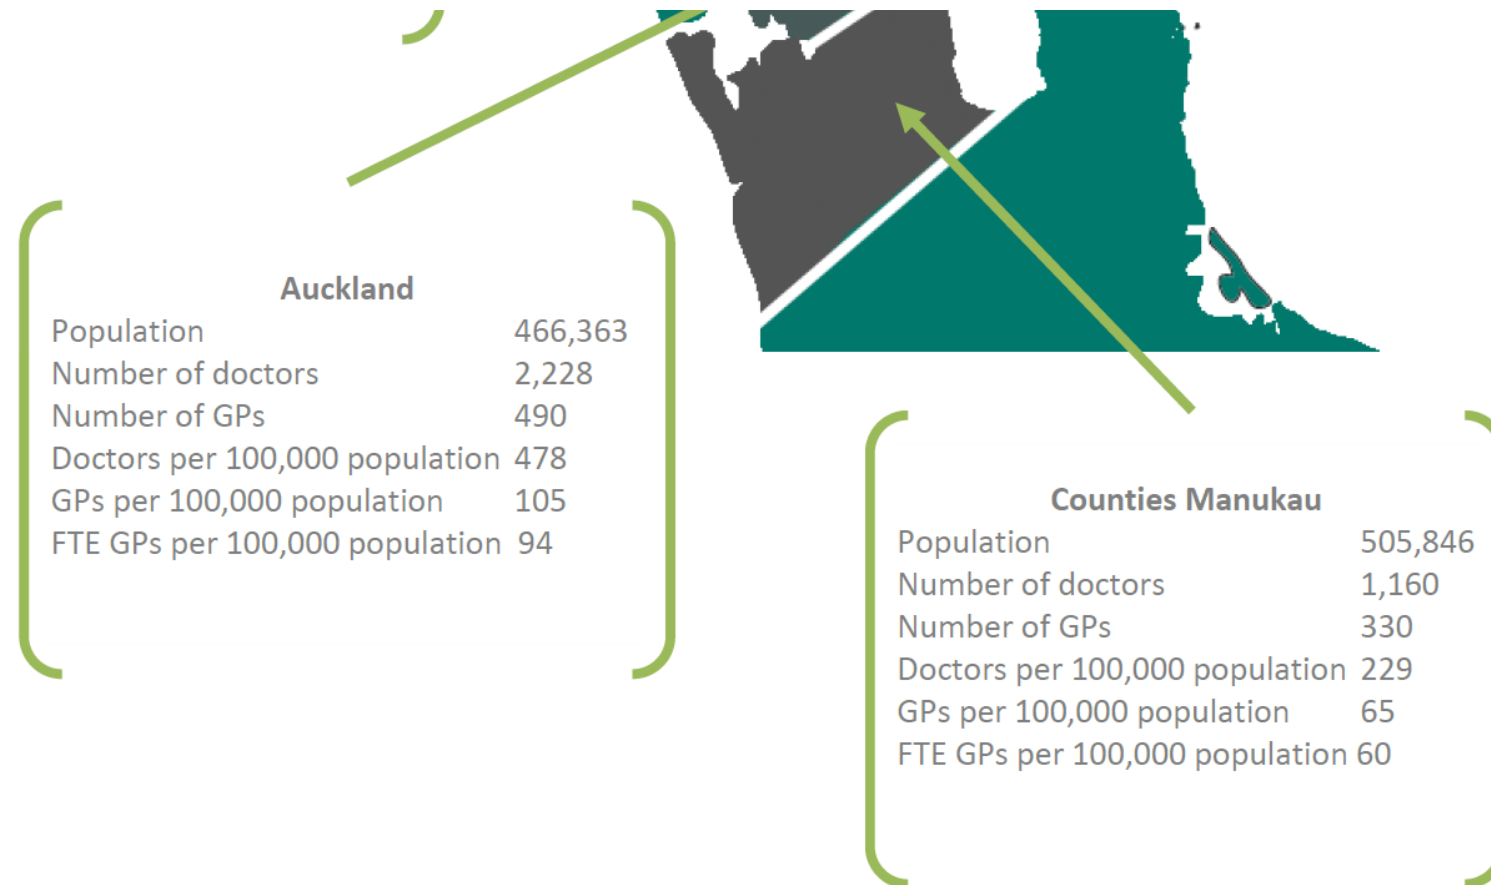 Auckland
Population 466,363
Number of doctors 2,228
Number of GPs 490
Doctors per 100,000 population 478
GPs per 100,000 population 105
FTE GPs per 100,000 population 94
Counties Manukau
Population 505,846
Number of doctors 1,160
Number of GPs 330
Doctors per 100,000 population 229
GPs per 100,000 population 65
FTE GPs per 100,000 population 60